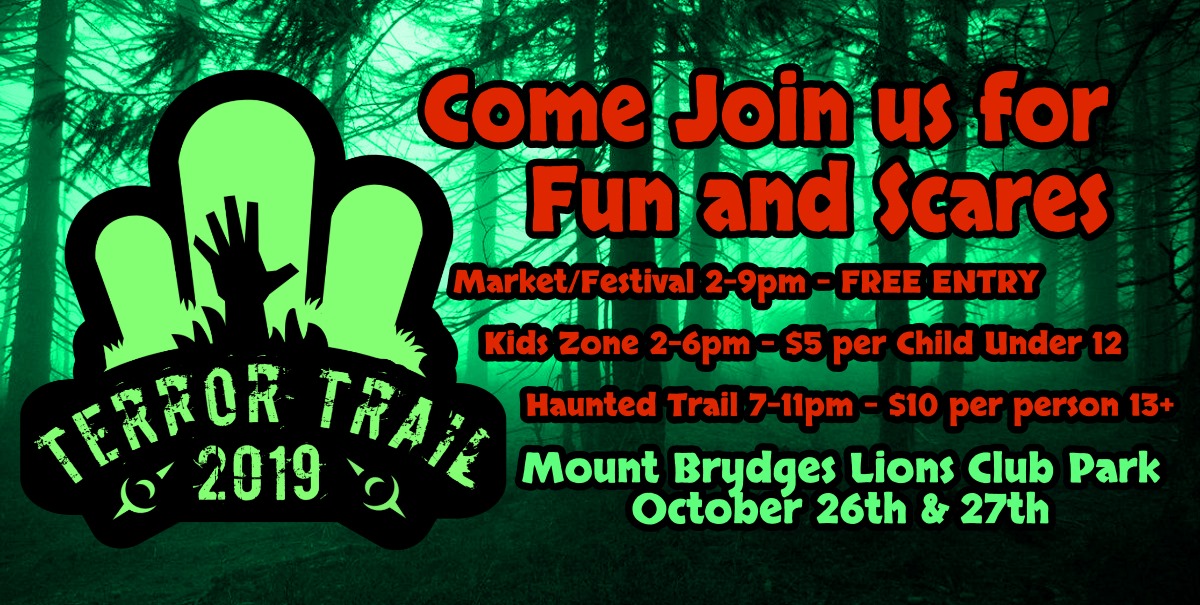 Come Join us for
Fun and Scares
Market/Festival 2-9pm - FREE ENTRY
Kids Zone 2-6pm - $5 per Child Under 12
Haunted Trail 7-11pm - $10 per person 13+
Mount Brydges Lions Club Park
October 26th & 27th
TERROR TRAIL
2019